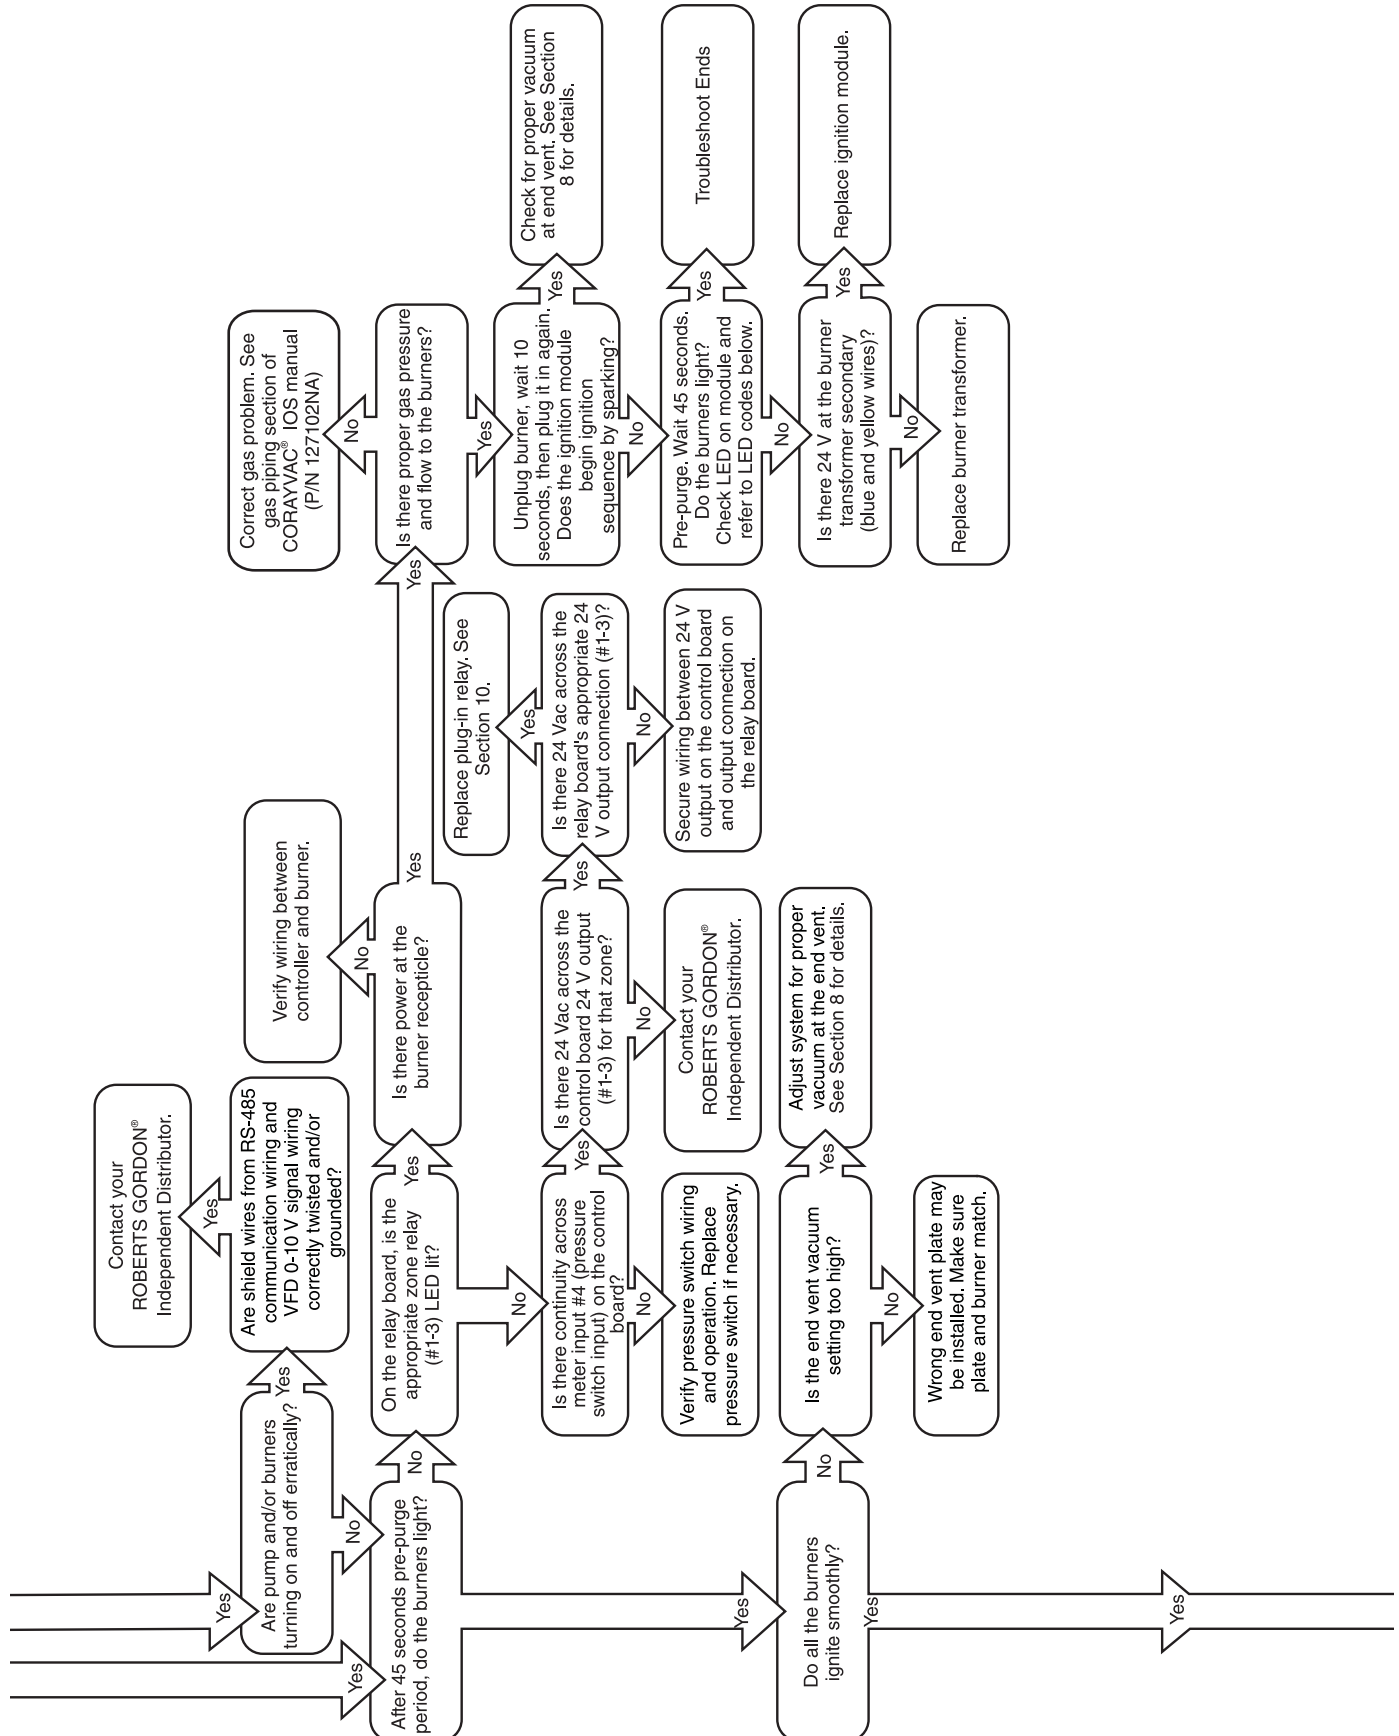 Yes
Are pump and/or burners
turning on and off erratically?
Yes
Are shield wires from RS-485
communication wiring and
VFD 0-10 V signal wiring
correctly twisted and/or
grounded?
Yes
Contact your
ROBERTS GORDON®
Independent Distributor.
No
Yes
After 45 seconds pre-purge
period, do the burners light?
No
On the relay board, is the
appropriate zone relay
(#1-3) LED lit?
Yes
Is there power at the
burner recepticle?
No
Verify wiring between
controller and burner.
Yes
Yes
Is there proper gas pressure
and flow to the burners?
No
Correct gas problem. See
gas piping section of
CORAYVAC® IOS manual
(P/N 127102NA)
Yes
Unplug burner, wait 10
seconds, then plug it in again.
Does the ignition module
begin ignition
sequence by sparking?
Yes
Check for proper vacuum
at end vent. See Section
8 for details.
No
Pre-purge. Wait 45 seconds.
Do the burners light?
Check LED on module and
refer to LED codes below.
Yes
Troubleshoot Ends
No
Is there 24 V at the burner
transformer secondary
(blue and yellow wires)?
Yes
Replace ignition module.
No
Replace burner transformer.
No
Is there continuity across
meter input #4 (pressure
switch input) on the control
board?
Yes
Is there 24 Vac across the
control board 24 V output
(#1-3) for that zone?
Yes
Is there 24 Vac across the
relay board's appropriate 24
V output connection (#1-3)?
Yes
Replace plug-in relay. See
Section 10.
No
Secure wiring between 24 V
output on the control board
and output connection on
the relay board.
No
Contact your
ROBERTS GORDON®
Independent Distributor.
No
Verify pressure switch wiring
and operation. Replace
pressure switch if necessary.
Yes
Do all the burners
ignite smoothly?
No
Is the end vent vacuum
setting too high?
Yes
Adjust system for proper
vacuum at the end vent.
See Section 8 for details.
No
Wrong end vent plate may
be installed. Make sure
plate and burner match.
Yes
Yes